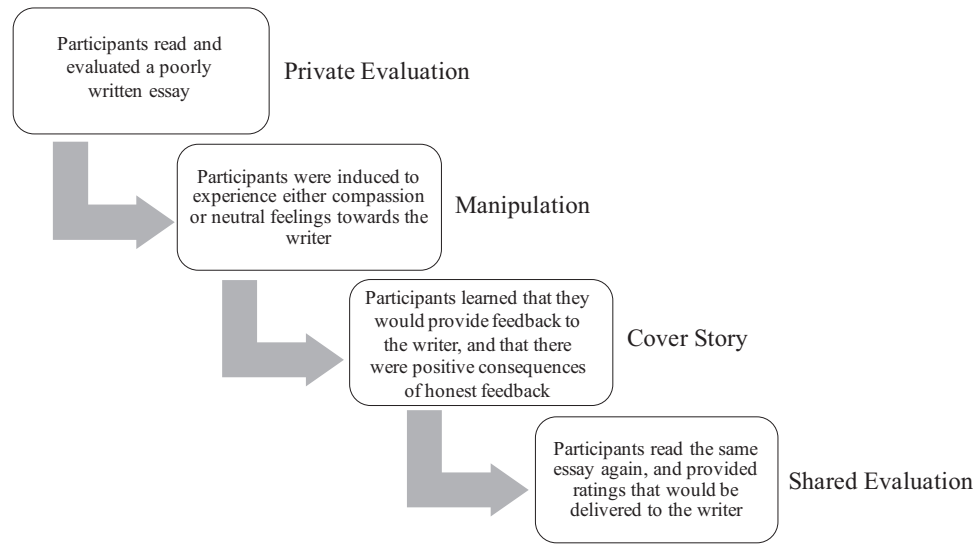 Participants read and
evaluated a poorly
written essay
Private Evaluation
Participants were induced to
experience either compassion
or neutral feelings towards the
writer
Manipulation
Participants learned that they
would provide feedback to
the writer, and that there
were positive consequences
of honest feedback
Cover Story
Participants read the same
essay again, and provided
ratings that would be
delivered to the writer
Shared Evaluation